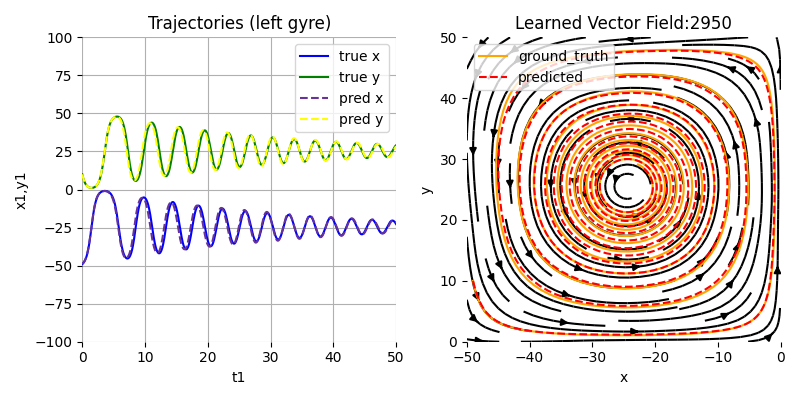 Trajectories (left gyre)
100
75
50
25
0
−25
−50
−75
−100
x1,y1
true x
true y
pred x
pred y
0 10 20 30 40 50
t1
Learned Vector Field:2950
50
40
30
20
10
0
y
ground_truth
predicted
−50 −40 −30 −20 −10 0
x